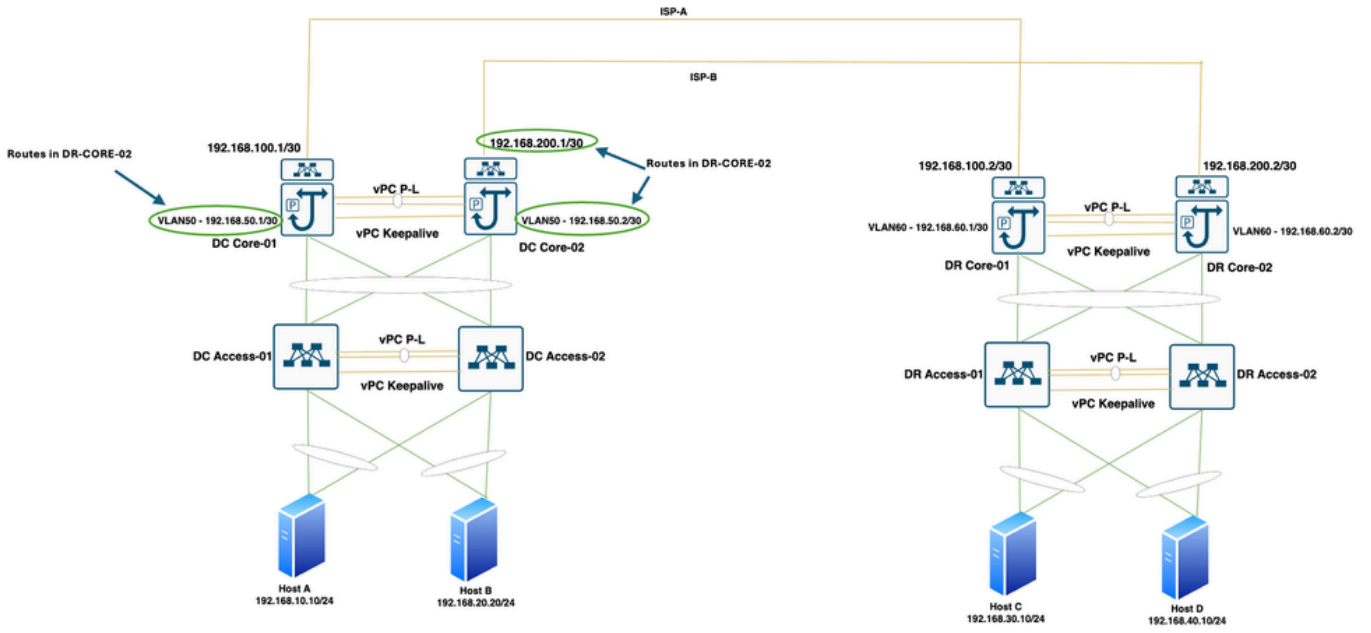 ISP-A
ISP-B
192.168.200.1/30
Routes in DR-CORE-02
192.168.100.1/30
Routes in DR-CORE-02
192.168.100.2/30
192.168.200.2/30
vPC P-L
P
P
VLAN50 - 192.168.50.1/30
VLAN50 - 192.168.50.2/30
vPC Keepalive
DC Core-01
DC Core-02
vPC P-L
P
P
VLAN60 - 192.168.60.1/30
VLAN60 - 192.168.60.2/30
vPC Keepalive
DR Core-01
DR Core-02
vPC P-L
DC Access-01
DC Access-02
vPC Keepalive
vPC P-L
DR Access-01
DR Access-02
vPC Keepalive
Host A
192.168.10.10/24
Host B
192.168.20.20/24
Host C
192.168.30.10/24
Host D
192.168.40.10/24